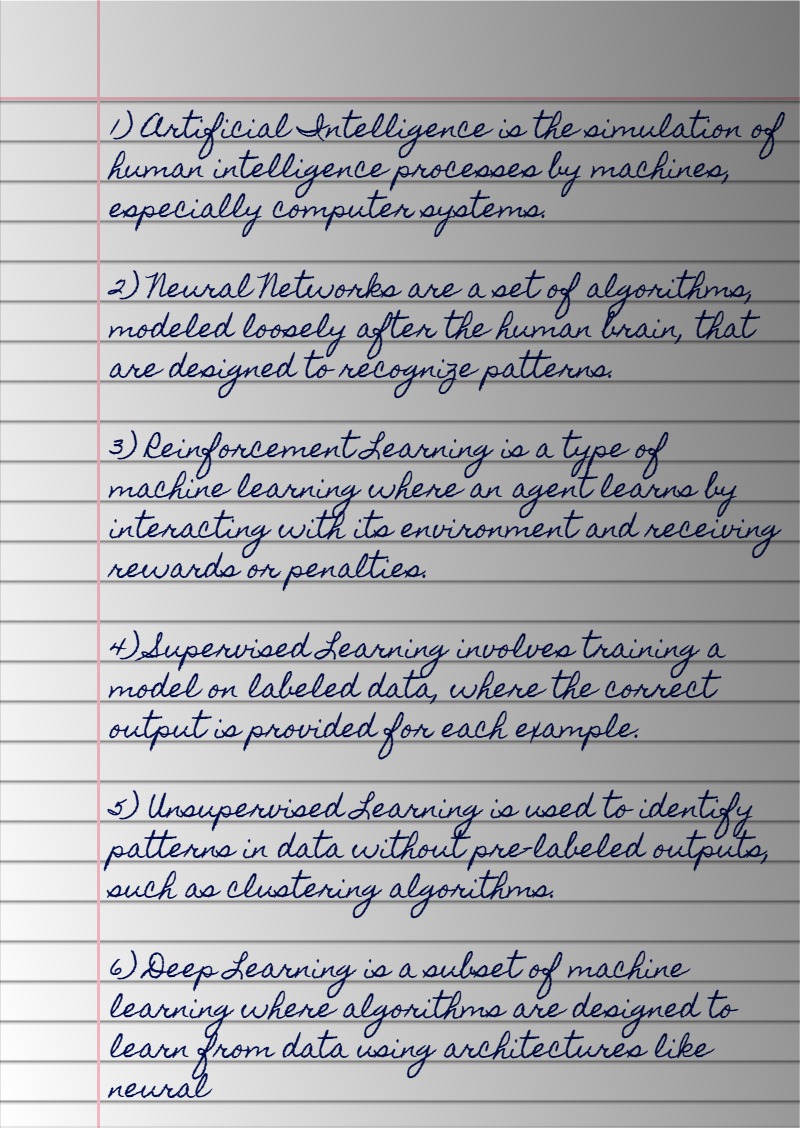 1) Artificial Intelligence is the simulation of
human intelligence processes by machines,
especially computer systems.
2) Neural Networks are a set of algorithms,
modeled loosely after the human brain, that
are designed to recognize patterns.
3) Reinforcement Learning is a type of
machine learning where an agent learns by
interacting with its environment and receiving
rewards or penalties.
4) Supervised Learning involves training a
model on labeled data, where the correct
output is provided for each example.
5) Unsupervised Learning is used to identify
patterns in data without pre-labeled outputs,
such as clustering algorithms.
6) Deep Learning is a subset of machine
learning where algorithms are designed to
learn from data using architectures like
neural